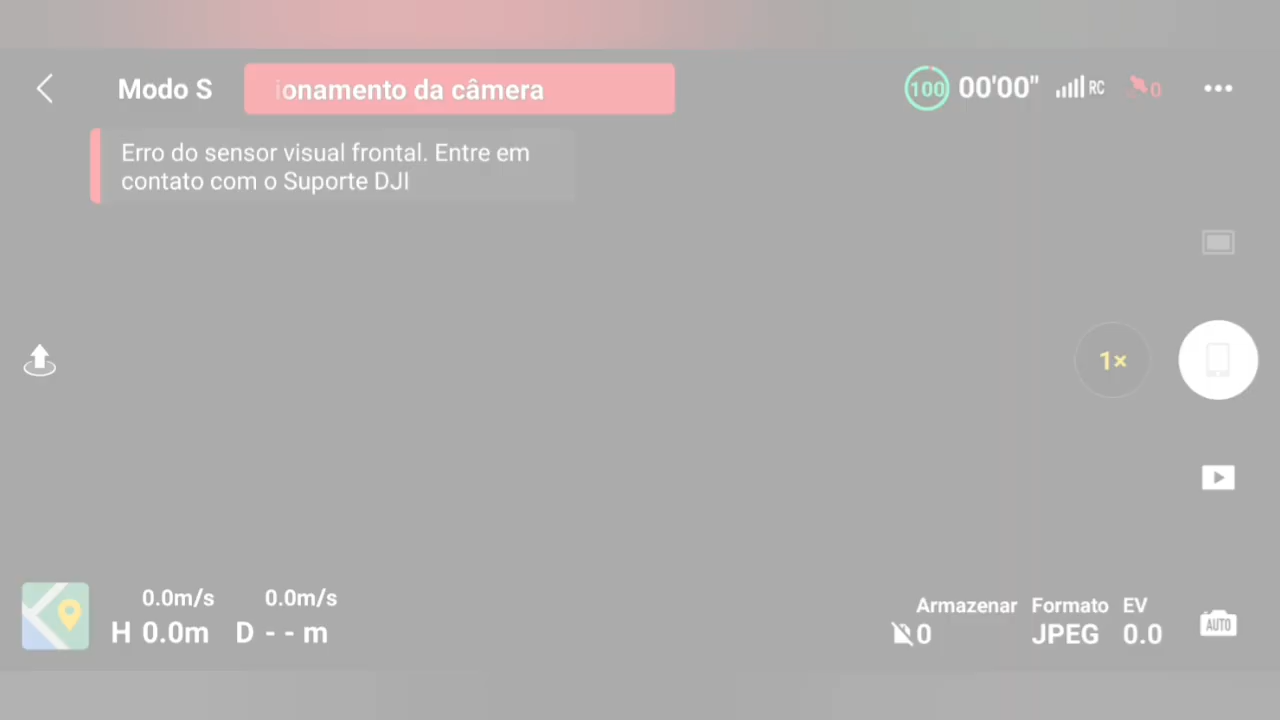 Modo S
onamento da câmera
100
00'00"
RC
0
Erro do sensor visual frontal. Entre em
contato com o Suporte DJI
1×
0.0m/s 0.0m/s
H 0.0m D - - m
Armazenar Formato EV
0 JPEG 0.0
AUTO